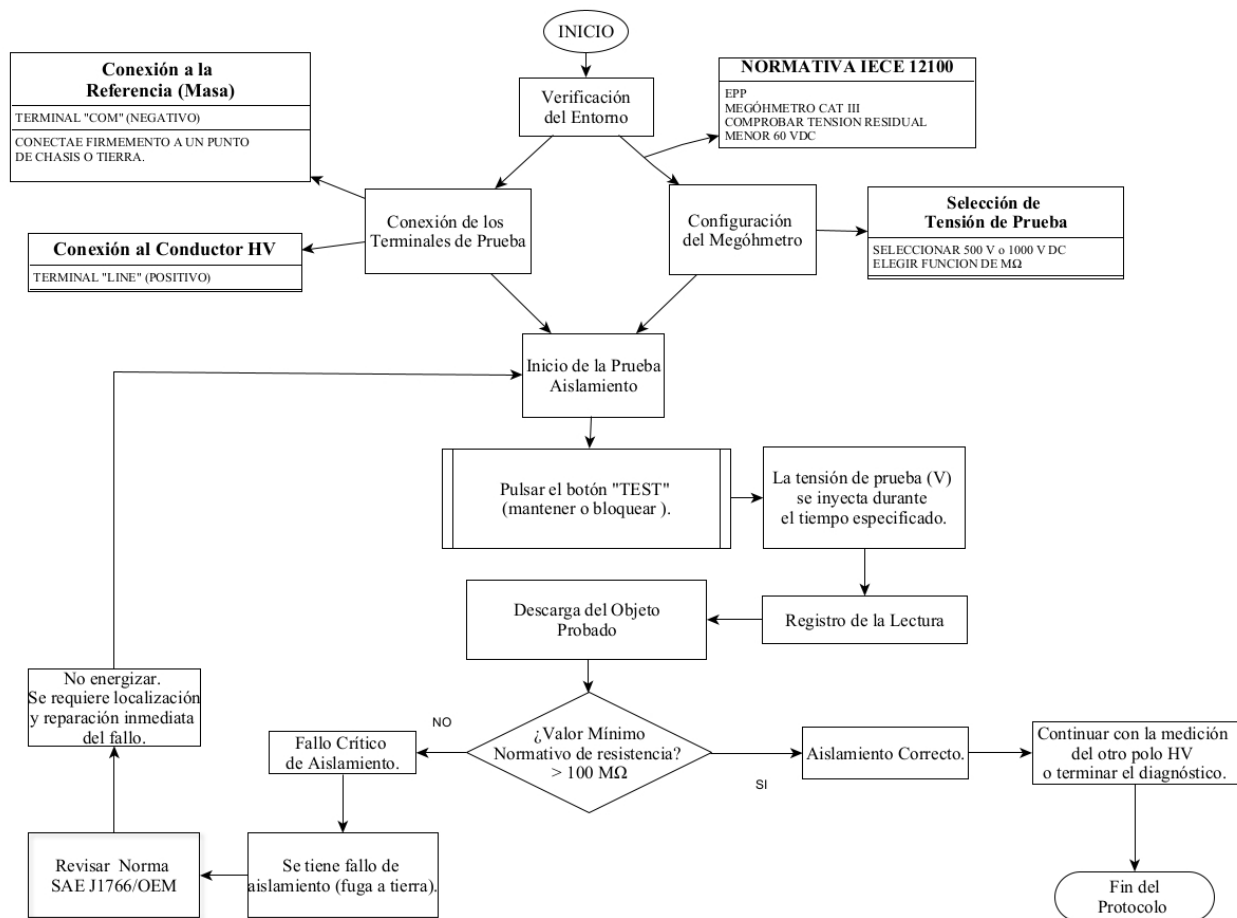 INICIO
Conexión a la
Referencia (Masa)
TERMINAL "COM" (NEGATIVO)
CONECTAE FIRMEMENTO A UN PUNTO
DE CHASIS O TIERRA.
Verificación
del Entorno
NORMATIVA IECE 12100
EPP
MEGÓHMETRO CAT III
COMPROBAR TENSION RESIDUAL
MENOR 60 VDC
Conexión de los
Terminales de Prueba
Configuración
del Megóhmetro
Selección de
Tensión de Prueba
SELECCIONAR 500 V o 1000 V DC
ELEGIR FUNCION DE MΩ
Conexión al Conductor HV
TERMINAL "LINE" (POSITIVO)
Inicio de la Prueba
Aislamiento
Pulsar el botón "TEST"
(mantener o bloquear ).
La tensión de prueba (V)
se inyecta durante
el tiempo especificado.
Registro de la Lectura
Descarga del Objeto
Probado
No energizar.
Se requiere localización
y reparación inmediata
del fallo.
NO
¿Valor Mínimo
Normativo de resistencia?
> 100 MΩ
SI
Fallo Crítico
de Aislamiento.
Aislamiento Correcto.
Continuar con la medición
del otro polo HV
o terminar el diagnóstico.
Revisar Norma
SAE J1766/OEM
Se tiene fallo de
aislamiento (fuga a tierra).
Fin del
Protocolo